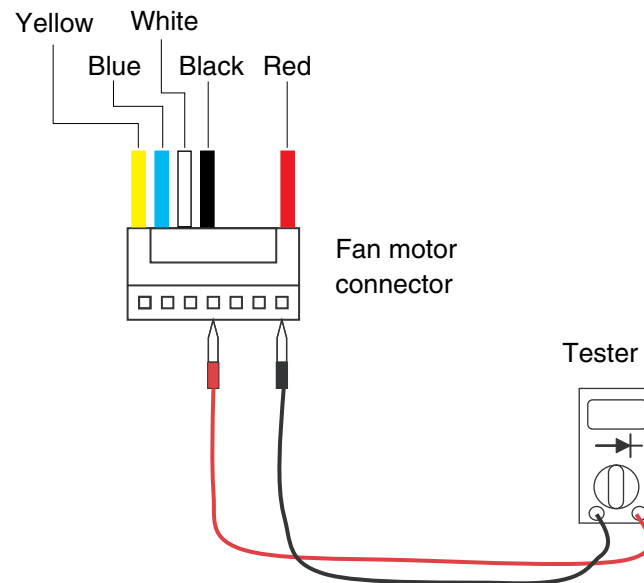 Yellow
White
Blue
Black
Red
Fan motor
connector
Tester